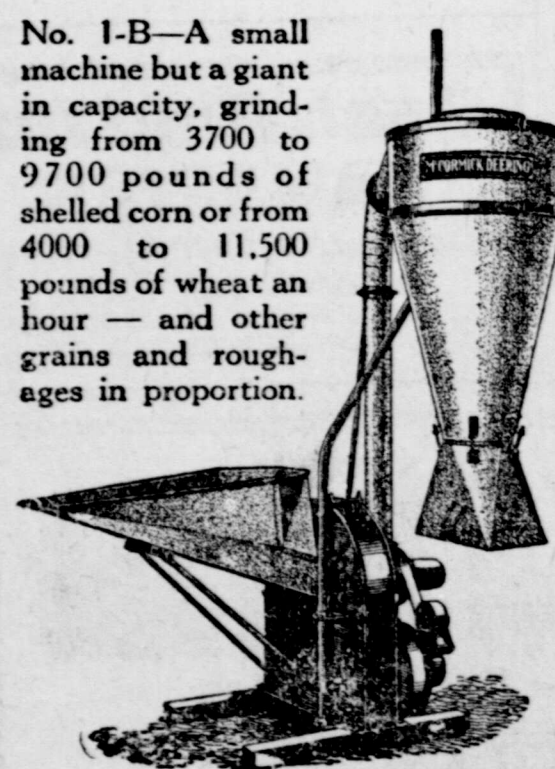 No. 1-B—A small
machine but a giant
in capacity, grind-
ing from 3700 to
9700 pounds of
shelled corn or from
4000 to 11,500
pounds of wheat an
hour — and other
grains and rough-
ages in proportion.
McCORMICK DEERING